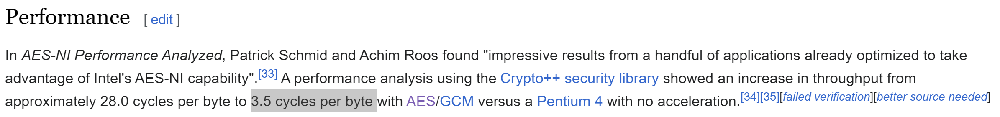 Performance [ edit ]
In AES-NI Performance Analyzed, Patrick Schmid and Achim Roos found "impressive results from a handful of applications already optimized to take
advantage of Intel's AES-NI capability".[33] A performance analysis using the Crypto++ security library showed an increase in throughput from
approximately 28.0 cycles per byte to 3.5 cycles per byte with AES/GCM versus a Pentium 4 with no acceleration.[34][35][failed verification][better source needed]